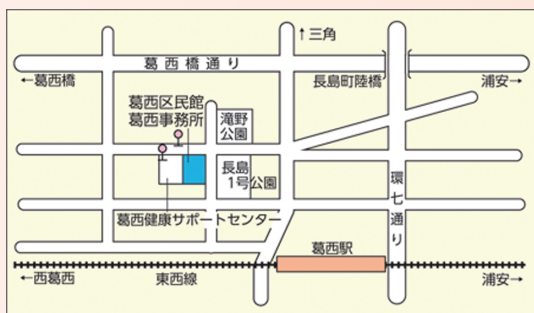 ↑三角
葛西橋通り
←葛西橋
長島町陸橋
浦安→
葛西区民館
葛西事務所
滝野
公園
長島
1号公園
環七通り
葛西健康サポートセンター
葛西駅
←西葛西
東西線
浦安→